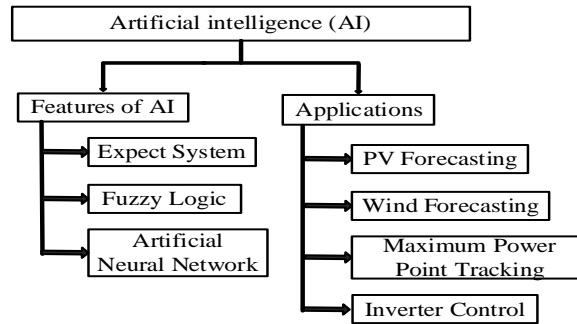 Artificial intelligence (AI)
Features of AI
Expect System
Fuzzy Logic
Artificial
Neural Network
Applications
PV Forecasting
Wind Forecasting
Maximum Power
Point Tracking
Inverter Control